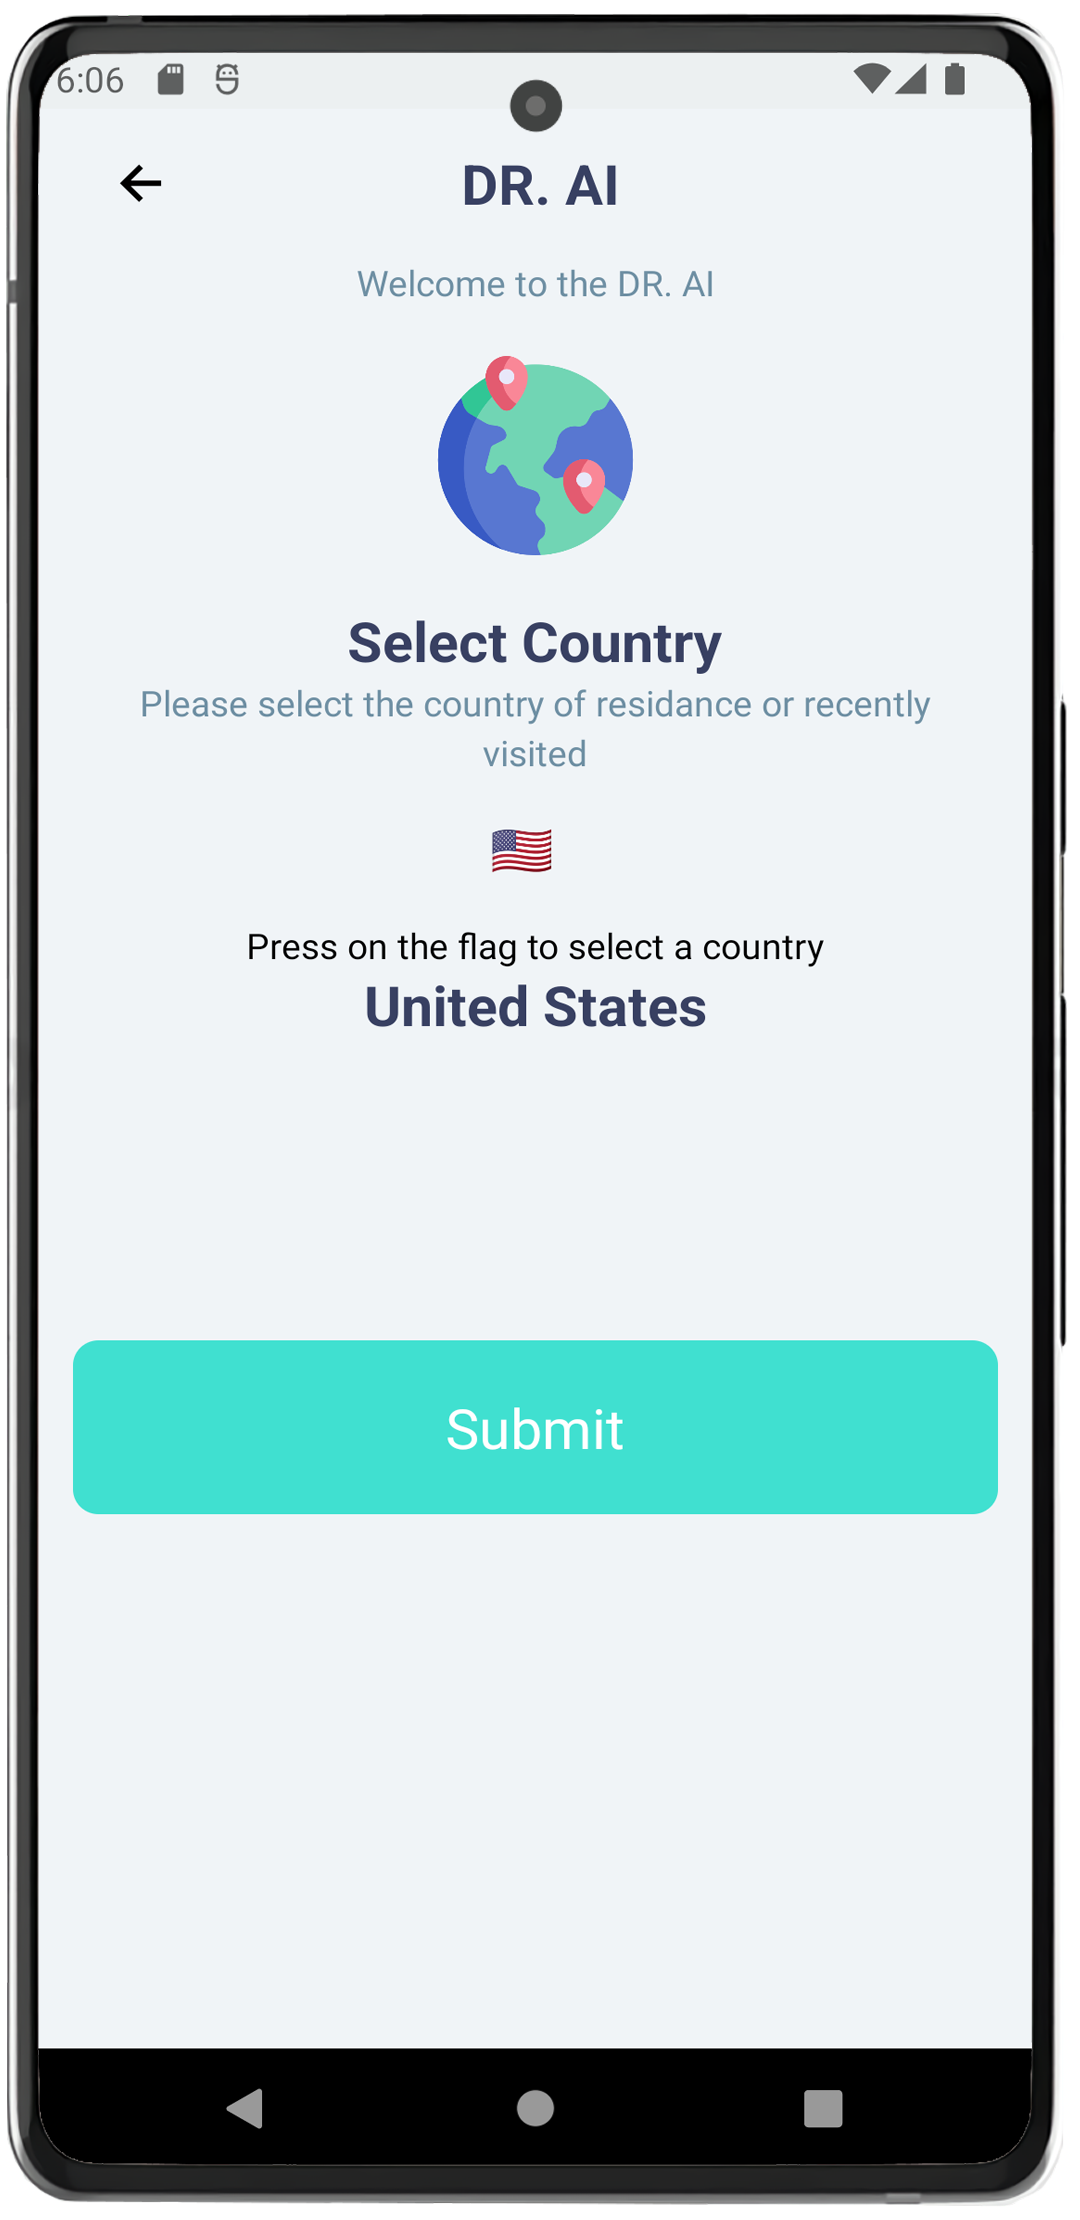 6:06
DR. AI
Welcome to the DR. AI
Select Country
Please select the country of residance or recently
visited
Press on the flag to select a country
United States
Submit